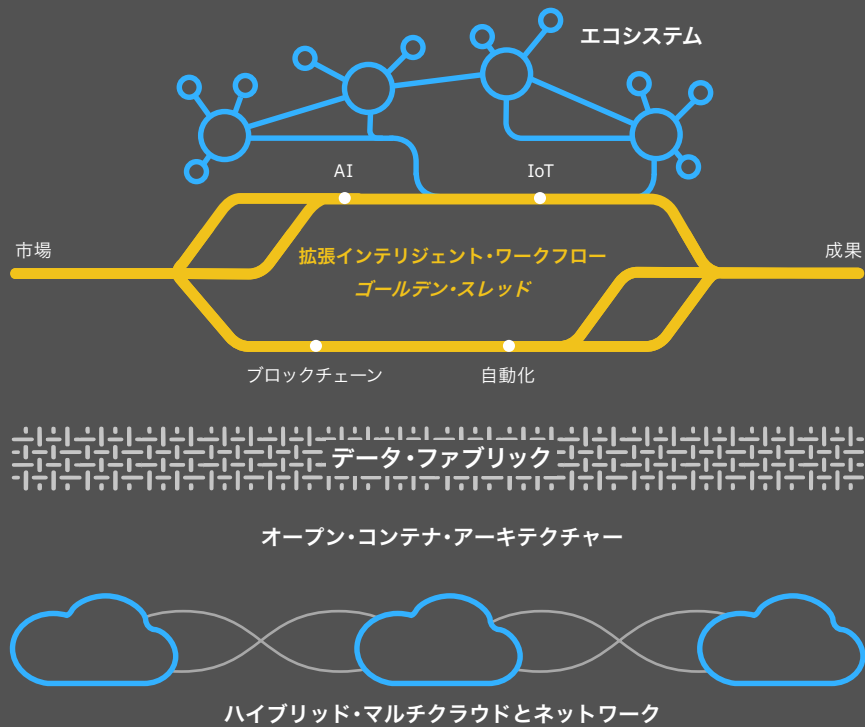 エコシステム
AI
IoT
市場
成果
拡張インテリジェント・ワークフロー
ゴールデン・スレッド
ブロックチェーン
自動化
データ・ファブリック
オープン・コンテナ・アーキテクチャー
ハイブリッド・マルチクラウドとネットワーク